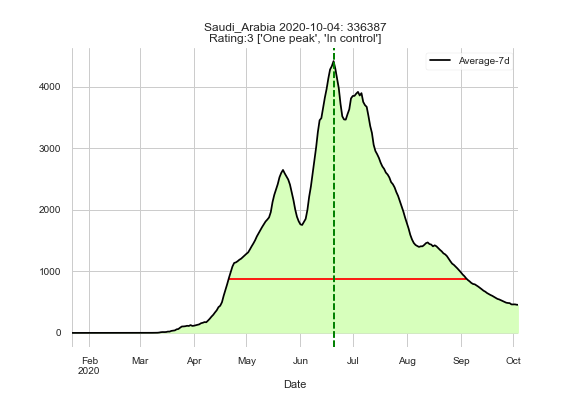 Saudi_Arabia 2020-10-04: 336387
Rating:3 ['One peak', 'In control']
Average-7d
4000
3000
2000
1000
0
Feb Mar Apr May Jun Jul Aug Sep Oct
2020
Date